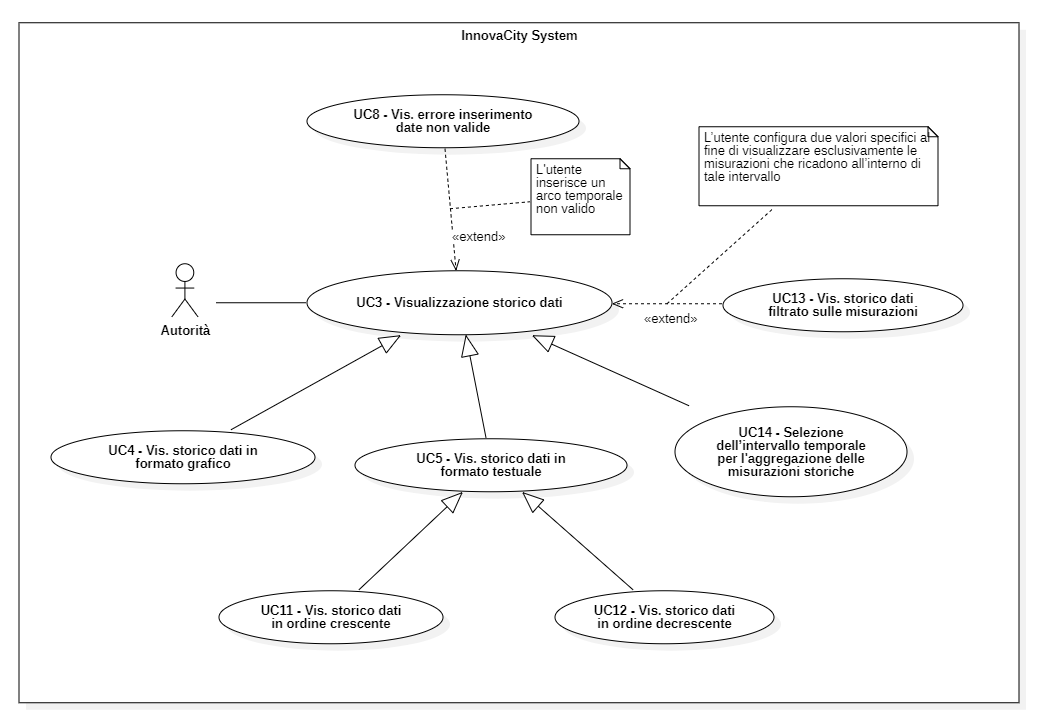 InnovaCity System
UC8 - Vis. errore inserimento
date non valide
L'utente
inserisce un
arco temporale
non valido
L'utente configura due valori specifici al
fine di visualizzare esclusivamente le
misurazioni che ricadono all'interno di
tale intervallo
«extend»
UC3 - Visualizzazione storico dati
«extend»
UC13 - Vis. storico dati
filtrato sulle misurazioni
Autorità
UC4 - Vis. storico dati in
formato grafico
UC5 - Vis. storico dati in
formato testuale
UC14 - Selezione
dell'intervallo temporale
per l'aggregazione delle
misurazioni storiche
UC11 - Vis. storico dati
in ordine crescente
UC12 - Vis. storico dati
in ordine decrescente